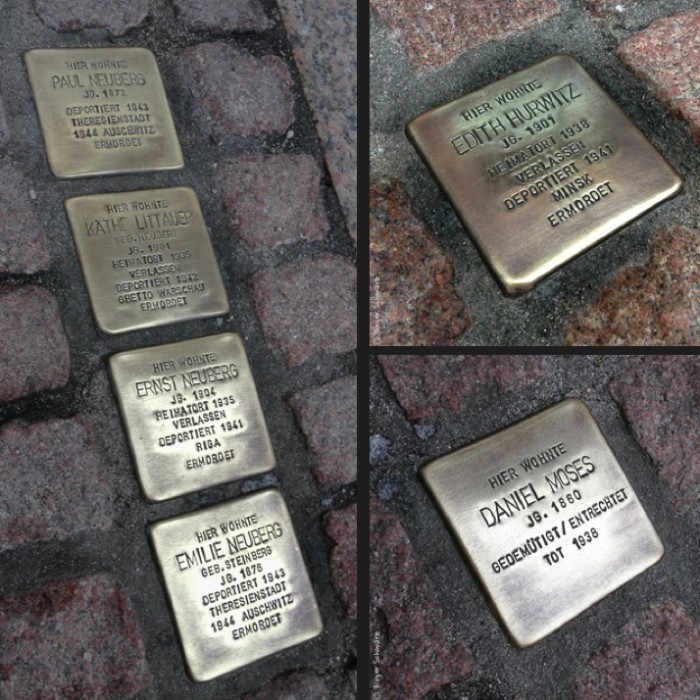 HIER WOHNTE
PAUL NEUBERG
JG. 1872
DEPORTIERT 1943
THERESIENSTADT
1944 AUSCHWITZ
ERMORDET
HIER WOHNTE
KÄTHE LITTAUER
GEB. NEUBERG
JG. 1901
HEIMATORT 1935
VERLASSEN
DEPORTIERT 1942
GHETTO WARSCHAU
ERMORDET
HIER WOHNTE
ERNST NEUBERG
JG. 1904
HEIMATORT 1935
VERLASSEN
DEPORTIERT 1941
RIGA
ERMORDET
HIER WOHNTE
EMILIE NEUBERG
GEB. STEINBERG
JG. 1876
DEPORTIERT 1943
THERESIENSTADT
1944 AUSCHWITZ
ERMORDET
HIER WOHNTE
EDITH HURWITZ
JG. 1901
HEIMATORT 1938
VERLASSEN
DEPORTIERT 1941
MINSK
ERMORDET
HIER WOHNTE
DANIEL MOSES
JG. 1860
GEDEMÜTIGT / ENTRECHTET
TOT 1938